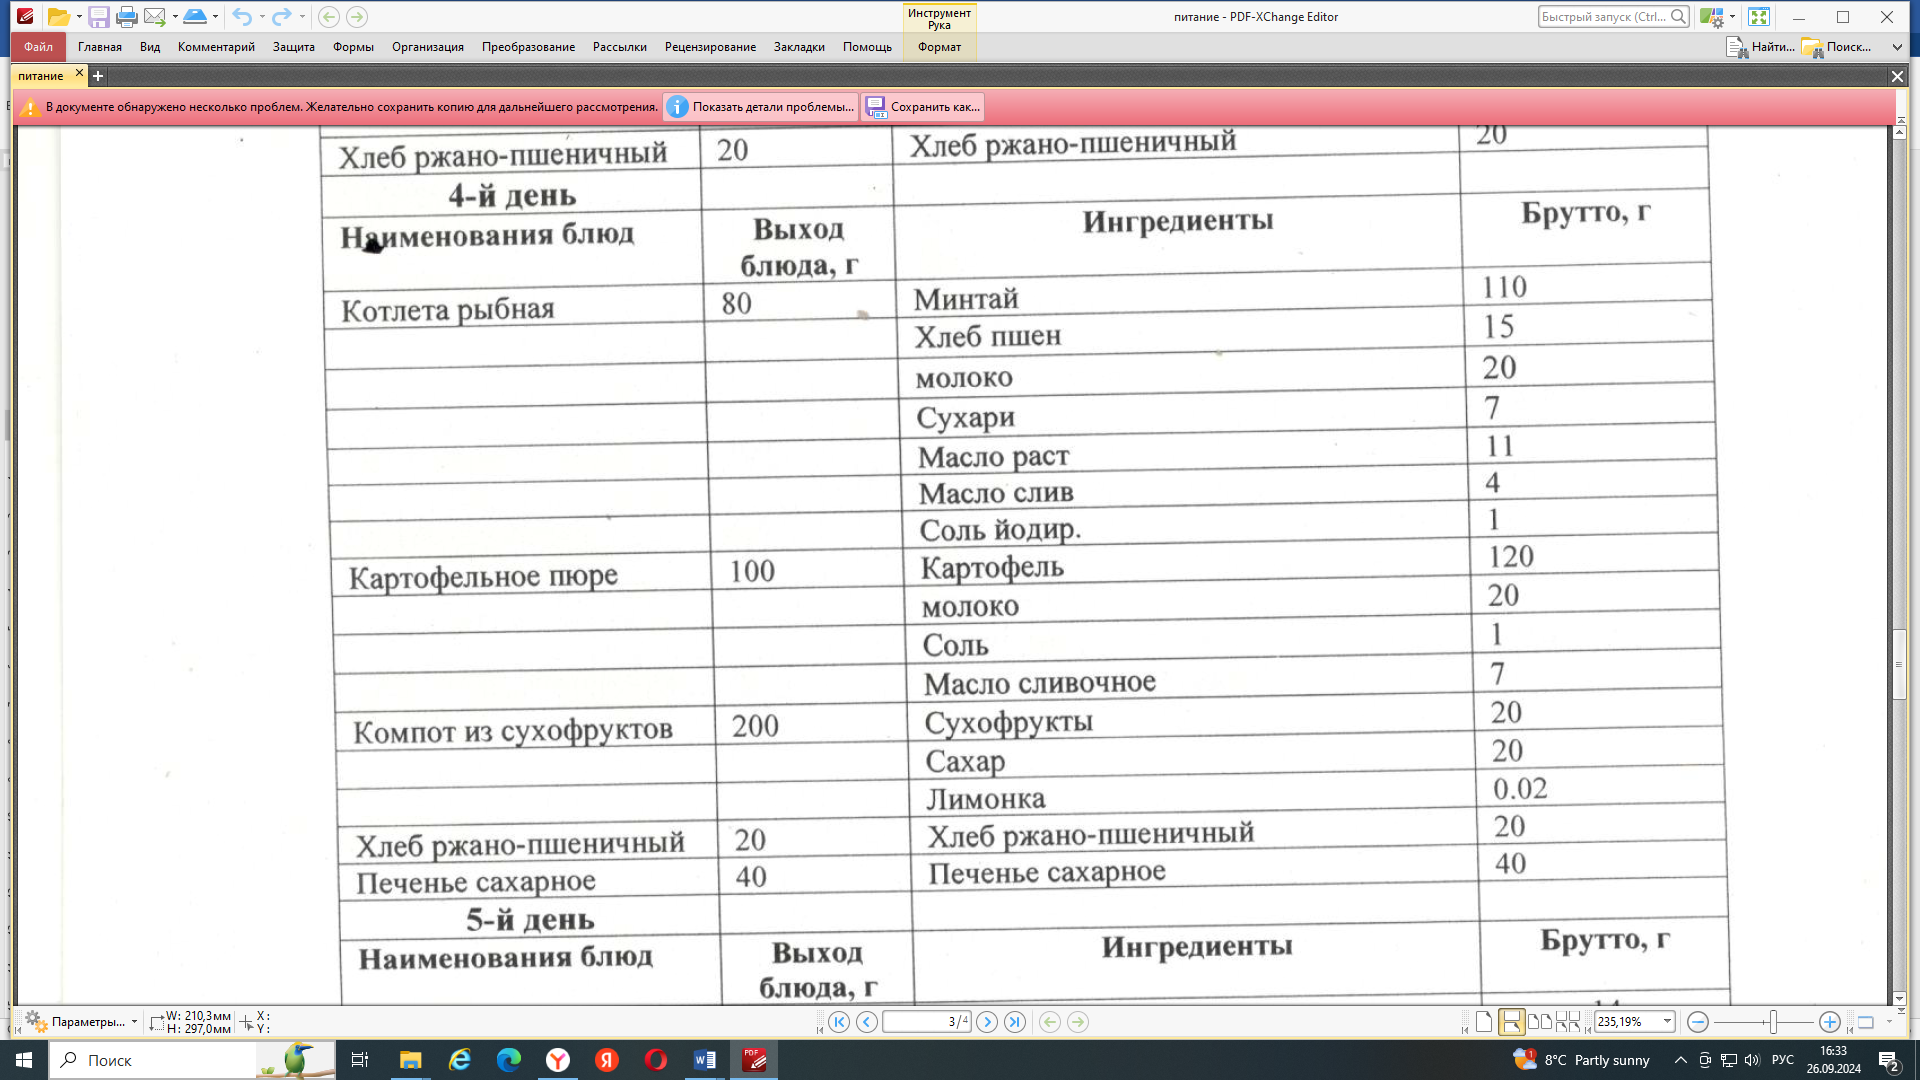 Инструмент
Рука
питание - PDF-XChange Editor
Быстрый запуск (Ctrl...
Файл Главная Вид Комментарий Защита Формы Организация Преобразование Рассылки Рецензирование Закладки Помощь Формат Найти... Поиск...
питание
В документе обнаружено несколько проблем. Желательно сохранить копию для дальнейшего рассмотрения. Показать детали проблемы... Сохранить как...
Хлеб ржано-пшеничный 20 Хлеб ржано-пшеничный 20
4-й день
Наименования блюд Выход блюда, г Ингредиенты Брутто, г
Котлета рыбная 80 Минтай 110
Хлеб пшен 15
молоко 20
Сухари 7
Масло раст 11
Масло слив 4
Соль йодир. 1
Картофельное пюре 100 Картофель 120
молоко 20
Соль 1
Масло сливочное 7
Компот из сухофруктов 200 Сухофрукты 20
Сахар 20
Лимонка 0.02
Хлеб ржано-пшеничный 20 Хлеб ржано-пшеничный 20
Печенье сахарное 40 Печенье сахарное 40
5-й день
Наименования блюд Выход блюда, г Ингредиенты Брутто, г
Параметры... W: 210,3мм X:
H: 297,0мм Y:
3 /4
235,19%
Поиск
8°C Partly sunny РУС 16:33
26.09.2024
2